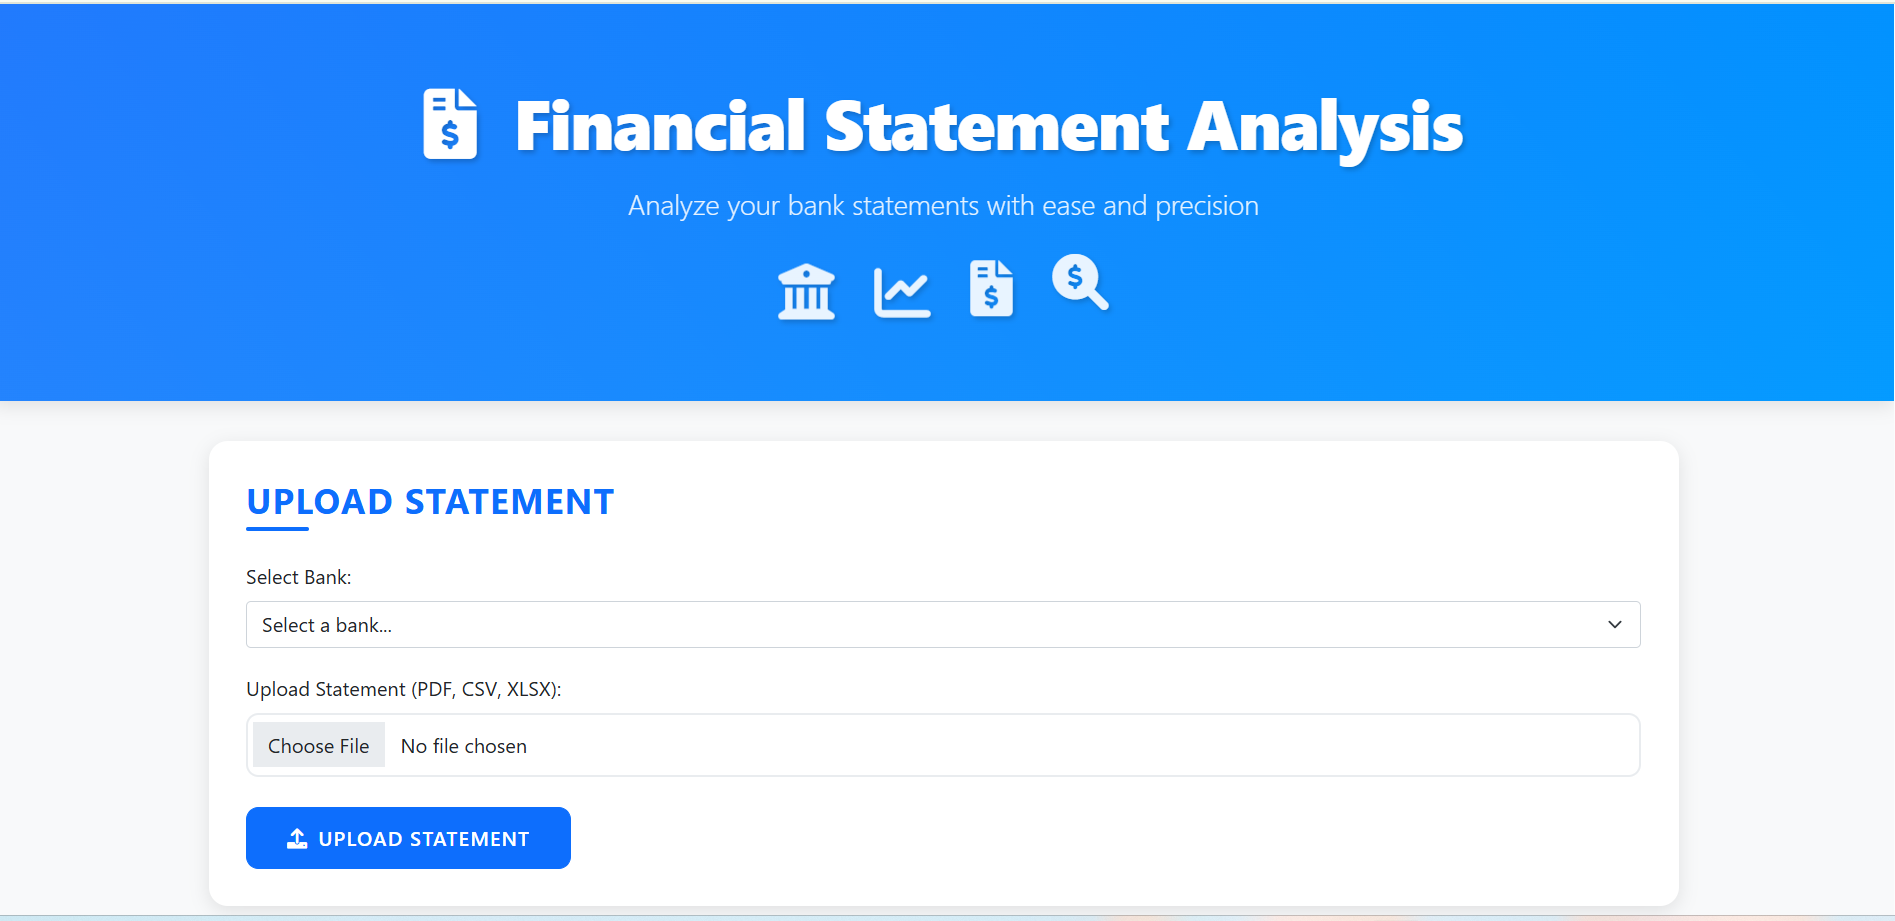 Financial Statement Analysis
Analyze your bank statements with ease and precision
UPLOAD STATEMENT
Select Bank:
Select a bank...
Upload Statement (PDF, CSV, XLSX):
Choose File No file chosen
UPLOAD STATEMENT